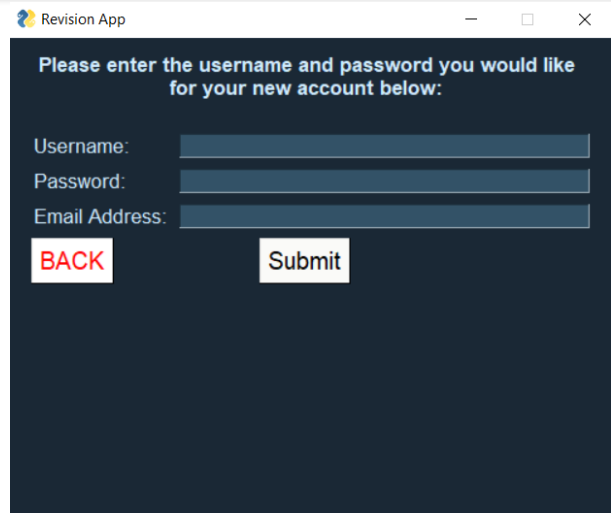 Revision App
Please enter the username and password you would like
for your new account below:
Username:
Password:
Email Address:
BACK
Submit